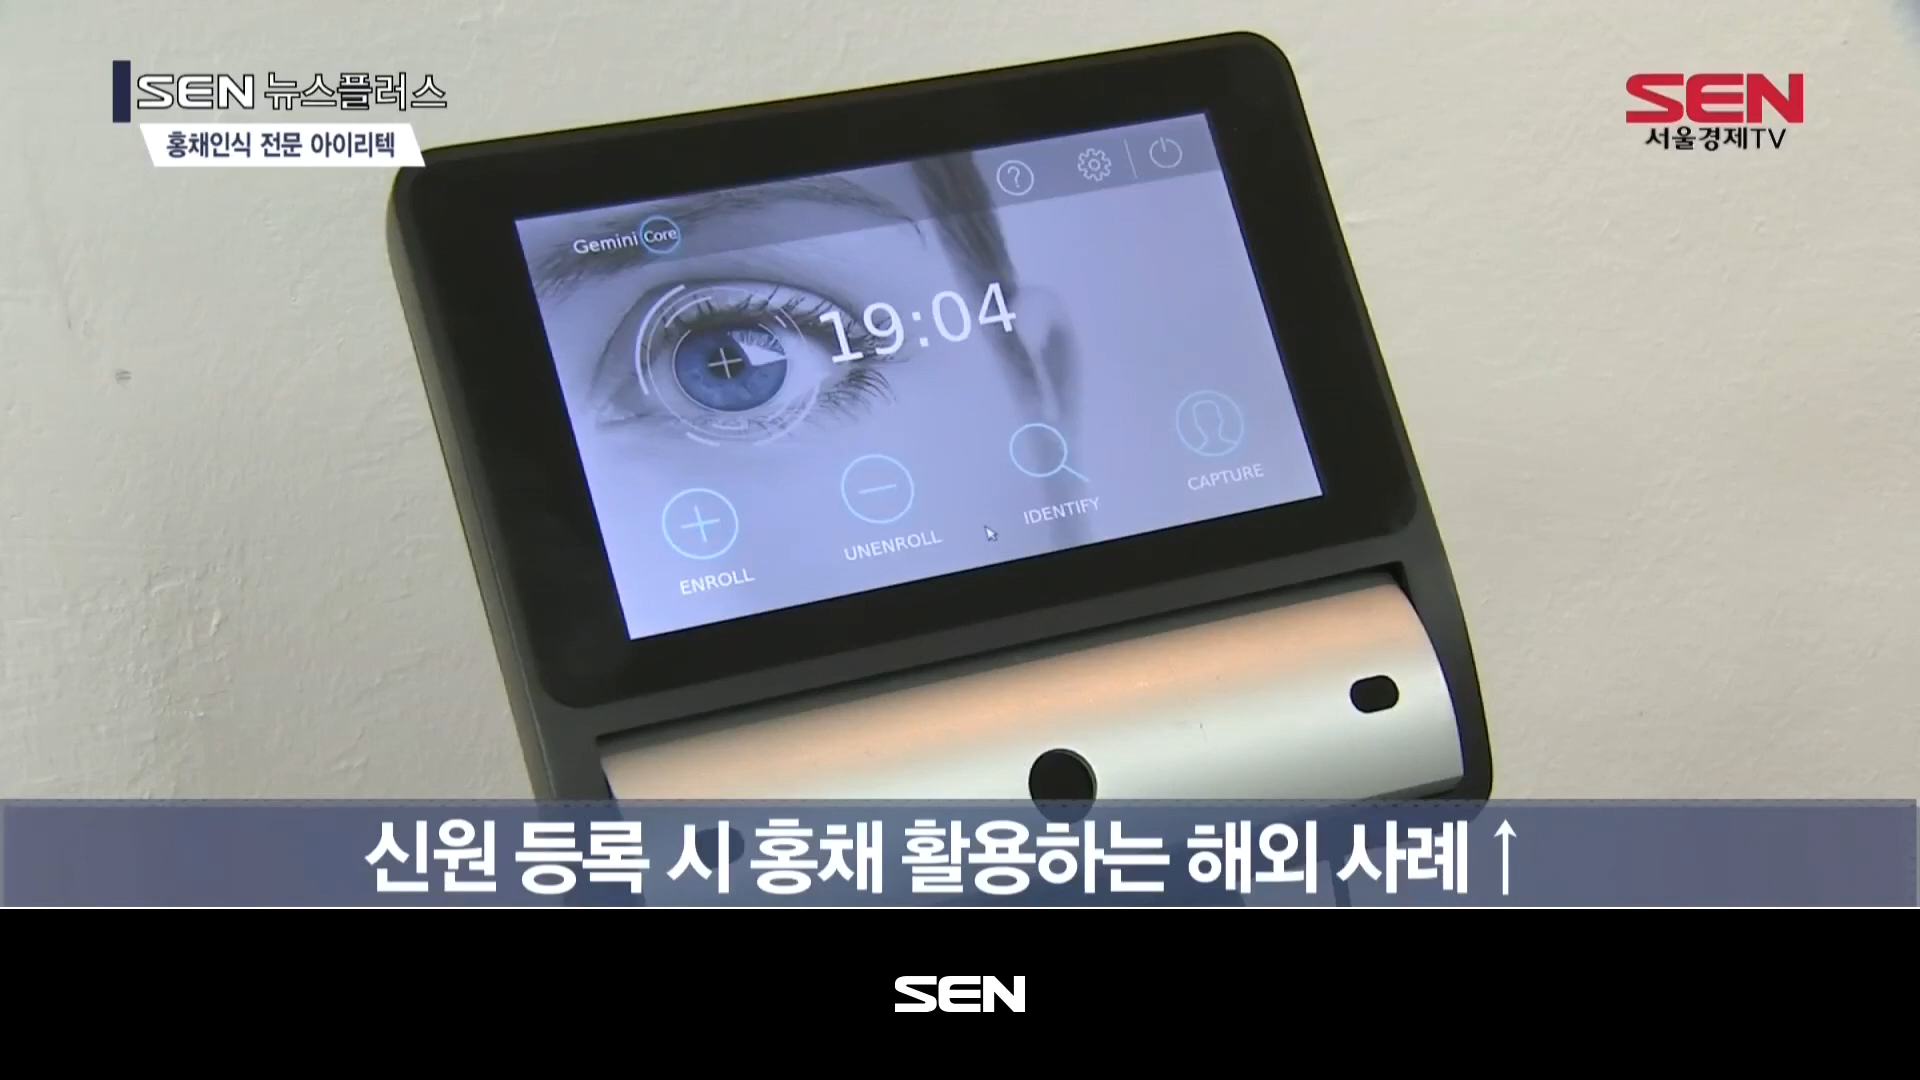 SEN 뉴스플러스
홍채인식 전문 아이리텍
SEN
서울경제TV
Gemini Core
?
19:04
ENROLL
UNENROLL
IDENTIFY
CAPTURE
신원 등록 시 홍채 활용하는 해외 사례↑
SEN